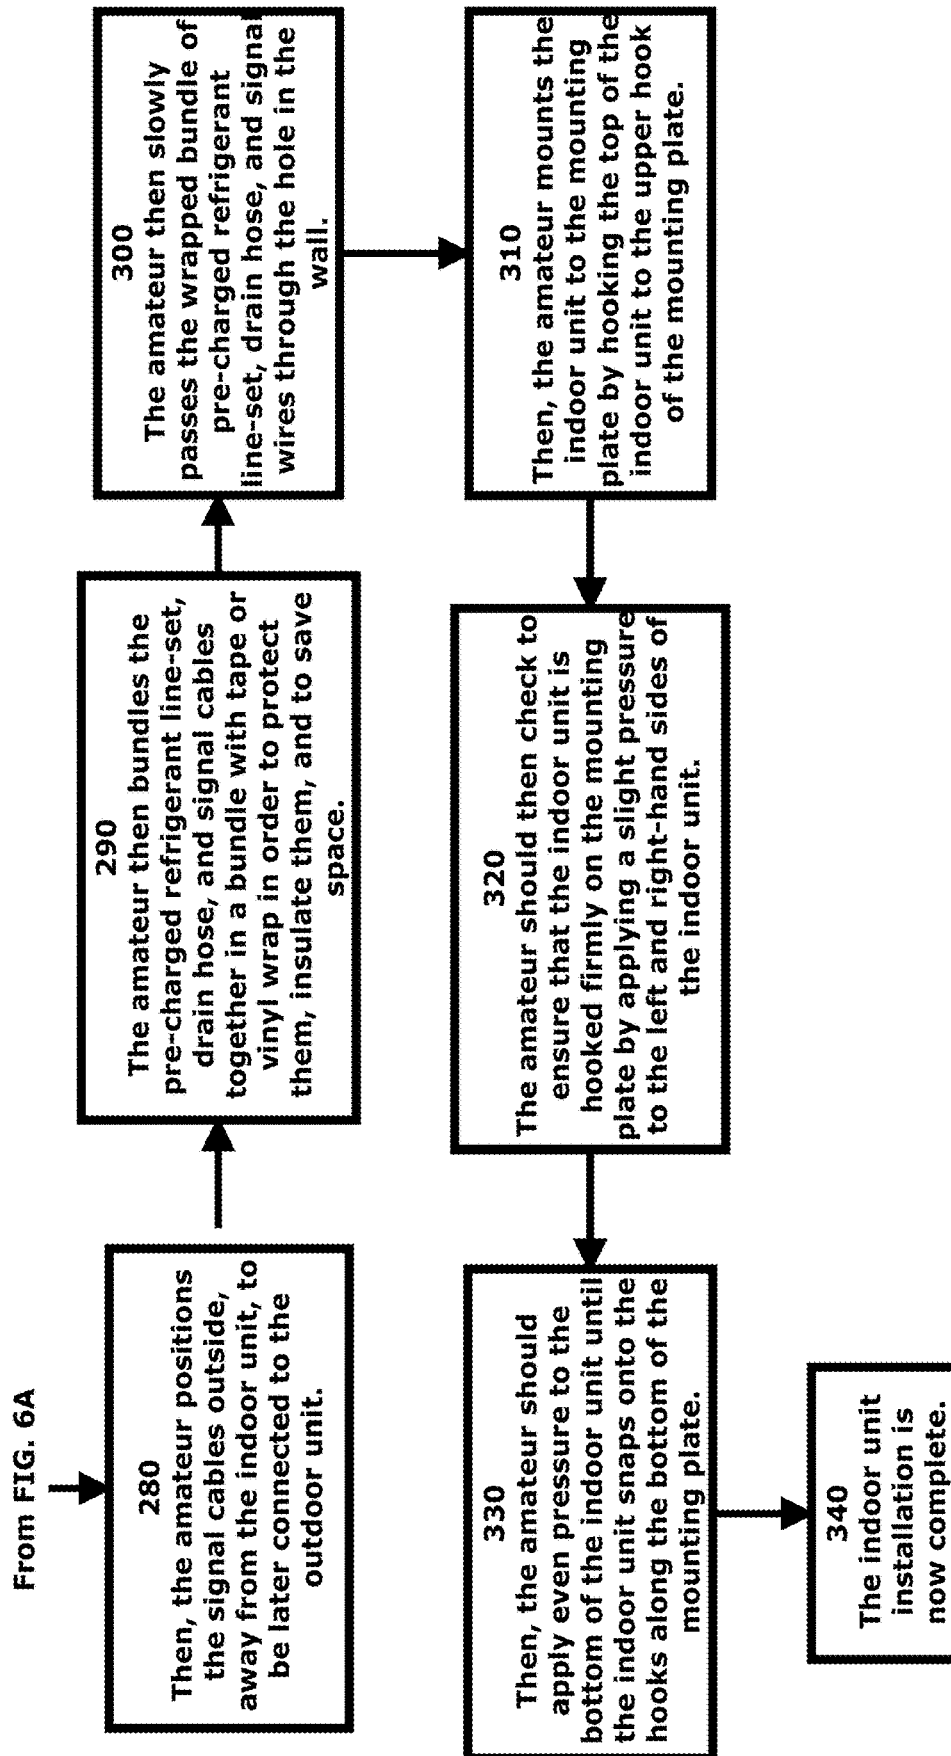 From FIG. 6A
280
Then, the amateur positions
the signal cables outside,
away from the indoor unit, to
be later connected to the
outdoor unit.
290
The amateur then bundles the
pre-charged refrigerant line-set,
drain hose, and signal cables
together in a bundle with tape or
vinyl wrap in order to protect
them, insulate them, and to save
space.
300
The amateur then slowly
passes the wrapped bundle of
pre-charged refrigerant
line-set, drain hose, and signal
wires through the hole in the
wall.
310
Then, the amateur mounts the
indoor unit to the mounting
plate by hooking the top of the
indoor unit to the upper hook
of the mounting plate.
320
The amateur should then check to
ensure that the indoor unit is
hooked firmly on the mounting
plate by applying a slight pressure
to the left and right-hand sides of
the indoor unit.
330
Then, the amateur should
apply even pressure to the
bottom of the indoor unit until
the indoor unit snaps onto the
hooks along the bottom of the
mounting plate.
340
The indoor unit
installation is
now complete.